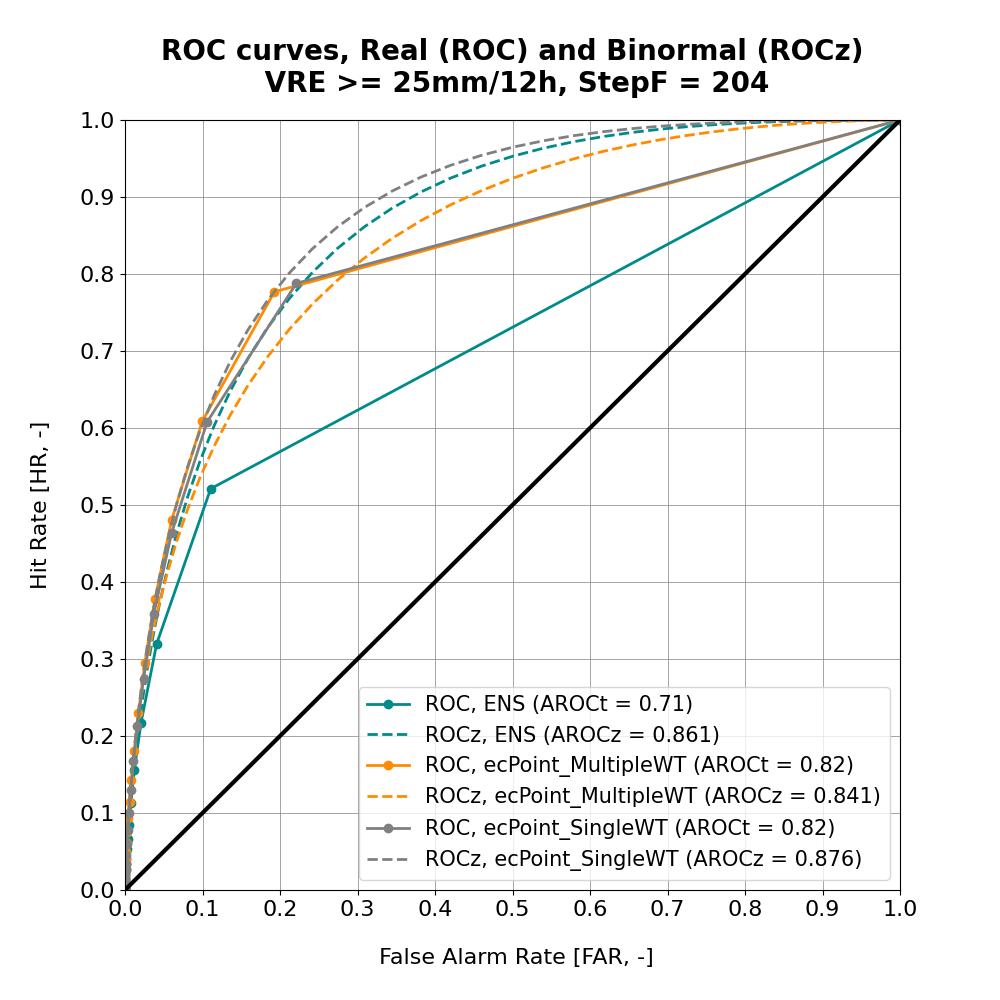 ROC curves, Real (ROC) and Binormal (ROCz)
VRE >= 25mm/12h, StepF = 204
1.0
0.9
0.8
0.7
0.6
0.5
0.4
0.3
0.2
0.1
0.0
Hit Rate [HR, -]
ROC, ENS (AROCt = 0.71)
ROCz, ENS (AROCz = 0.861)
ROC, ecPoint_MultipleWT (AROCt = 0.82)
ROCz, ecPoint_MultipleWT (AROCz = 0.841)
ROC, ecPoint_SingleWT (AROCt = 0.82)
ROCz, ecPoint_SingleWT (AROCz = 0.876)
0.0 0.1 0.2 0.3 0.4 0.5 0.6 0.7 0.8 0.9 1.0
False Alarm Rate [FAR, -]